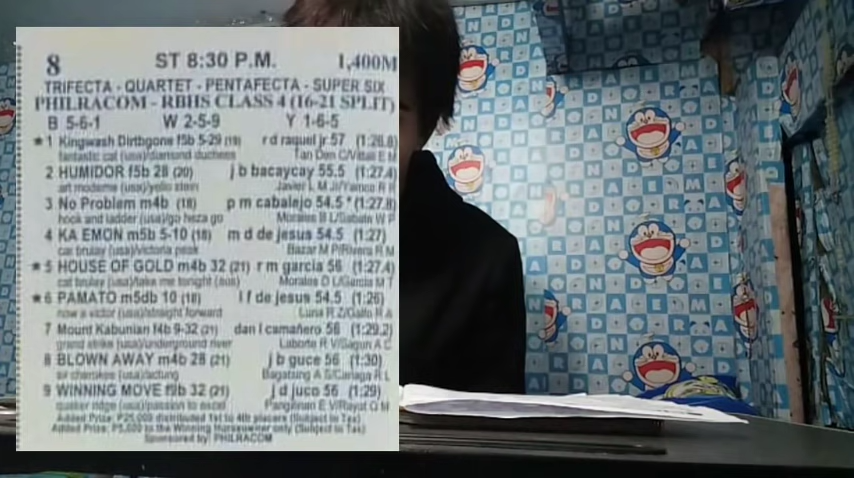 8 ST 8:30 P.M. 1,400M
TRIFECTA - QUARTET - PENTAFECTA - SUPER SIX
PHILRACOM - RBHS CLASS 4 (16-21 SPLIT)
B 5-6-1 W 2-5-9 Y 1-6-5
★ 1 Kingwash Dirthgone f5b 5-29 (19) r d raquel jr 57 (1:26.8)
fantastic cat (usa)/diamond duchess Tan Don C/Vidal E M
2 HUMIDOR f5b 28 (20) j b bacaycay 55.5 (1:27.4)
art moderne (usa)/yello stein Javier L M Jr/Yamco R R
3 No Problem m4b (18) p m cabalejo 54.5 * (1:27.8)
hook and ladder (usa)/go heza go Morales B L/Sabate W P
4 KA EMON m5b 5-10 (18) m d de jesus 54.5 (1:27)
cat brulay (usa)/victoria peak Bazar M P/Rivera R M
★ 5 HOUSE OF GOLD m4b 32 (21) r m garcia 56 (1:27.4)
cat brulay (usa)/take me tonight (aus) Morales D L/Garcia M T
★ 6 PAMATO m5db 10 (18) l f de jesus 54.5 (1:26)
now a victor (usa)/straight forward Luna R Z/
7 Mount Kabunian f4b 9-32 (21) dan l camañero 56 (1:29.2)
grand strike (usa)/underground river Laborte R V/Sagun A C
8 BLOWN AWAY m4b 28 (21) j b guce 56 (1:30)
sir cherokee (usa)/actung Bagatsing A S/
9 WINNING MOVE f9b 32 (21) j d juco 56 (1:29)
quaker ridge (usa)/passion to excel Pangilinan E V/Rayat Q M
Added Prize: P25,000 distributed 1st to 4th placers (Subject to Tax)
Added Prize: P5,000 to the Winning Horseowner only (Subject to Tax)
Sponsored by: PHILRACOM
DORAEMON